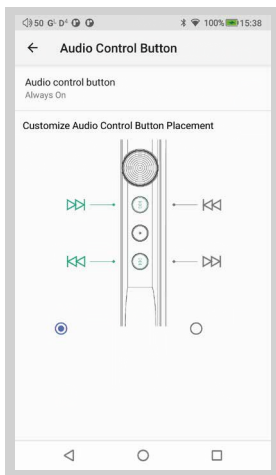 50 100% 15:38
Audio Control Button
Audio control button
Always On
Customize Audio Control Button Placement